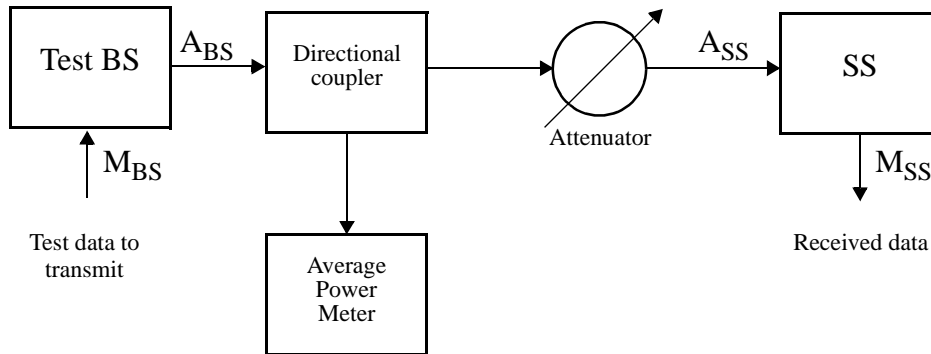 Test BS
A_BS
Directional
coupler
A_SS
SS
Attenuator
M_BS
M_SS
Test data to
transmit
Average
Power
Meter
Received data